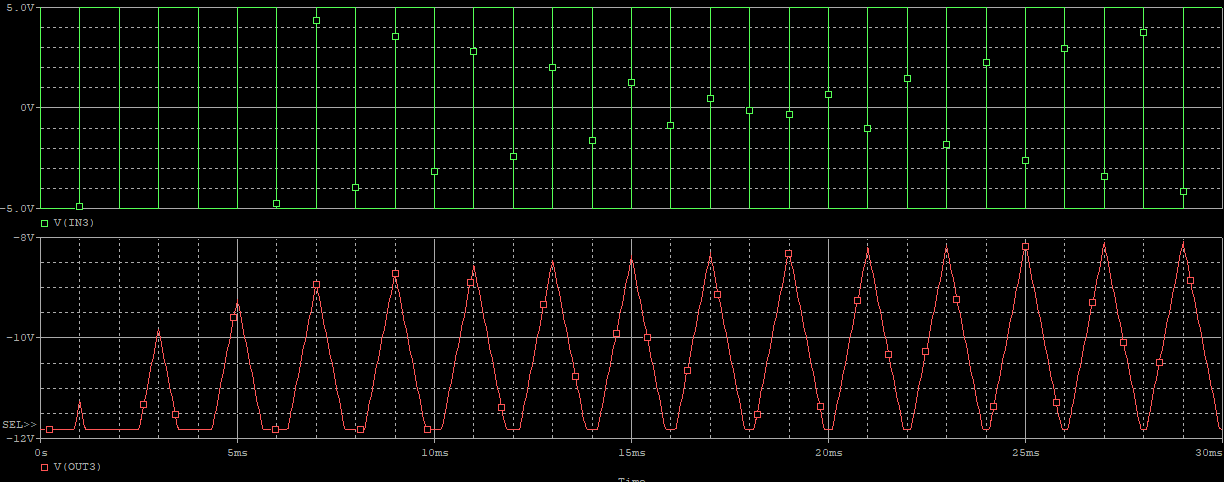 5.0V
0V
-5.0V
V(IN3)
-8V
-10V
SEL>>
-12V
0s 5ms 10ms 15ms 20ms 25ms 30ms
V(OUT3)
Time